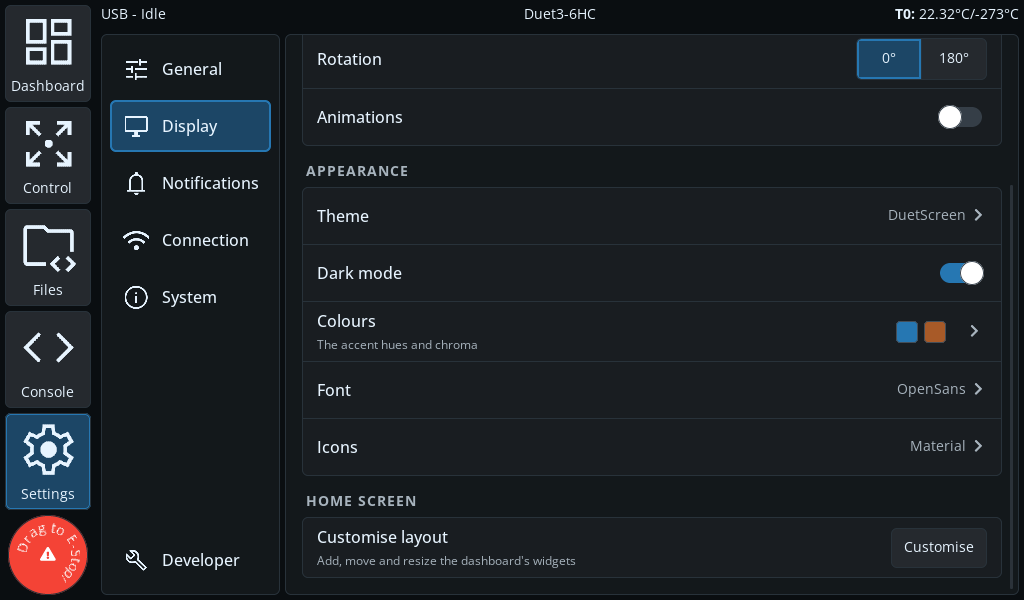 USB - Idle
Duet3-6HC
T0: 22.32°C/-273°C
Dashboard
Control
Files
Console
Settings
Drag to E-Stop!
General
Display
Notifications
Connection
System
Developer
Rotation
0°
180°
Animations
APPEARANCE
Theme
DuetScreen
Dark mode
Colours
The accent hues and chroma
Font
OpenSans
Icons
Material
HOME SCREEN
Customise layout
Add, move and resize the dashboard's widgets
Customise